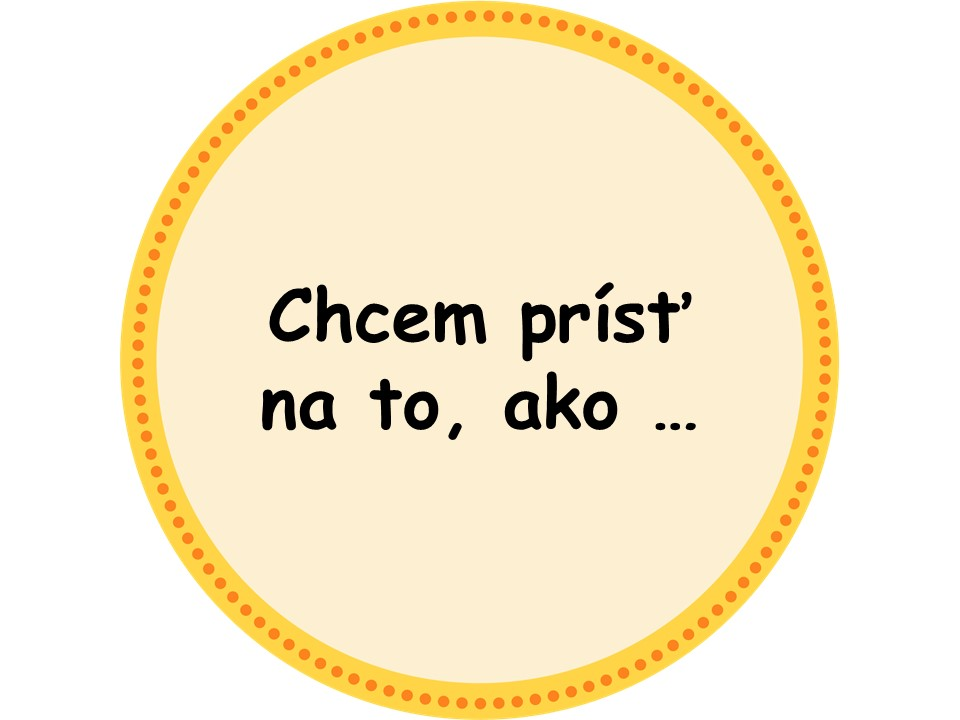 Chcem prísť
na to, ako …